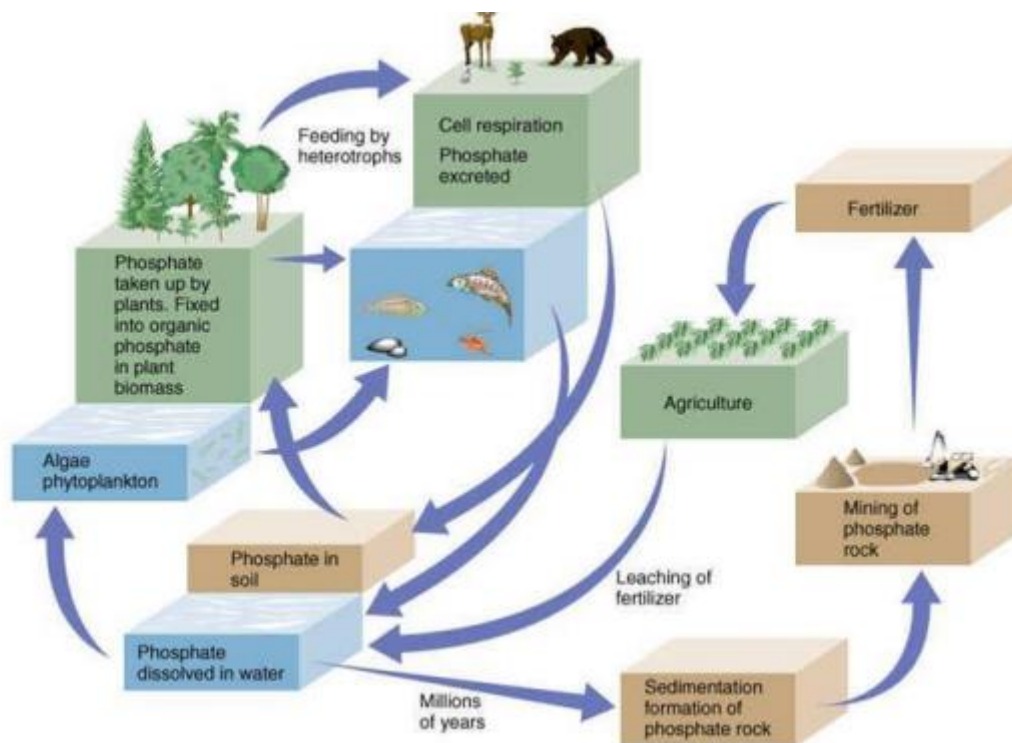 Feeding by
heterotrophs
Cell respiration
Phosphate
excreted
Fertilizer
Phosphate
taken up by
plants. Fixed
into organic
phosphate
in plant
biomass
Agriculture
Algae
phytoplankton
Mining of
phosphate
rock
Phosphate in
soil
Leaching of
fertilizer
Phosphate
dissolved in water
Millions
of years
Sedimentation
formation of
phosphate rock